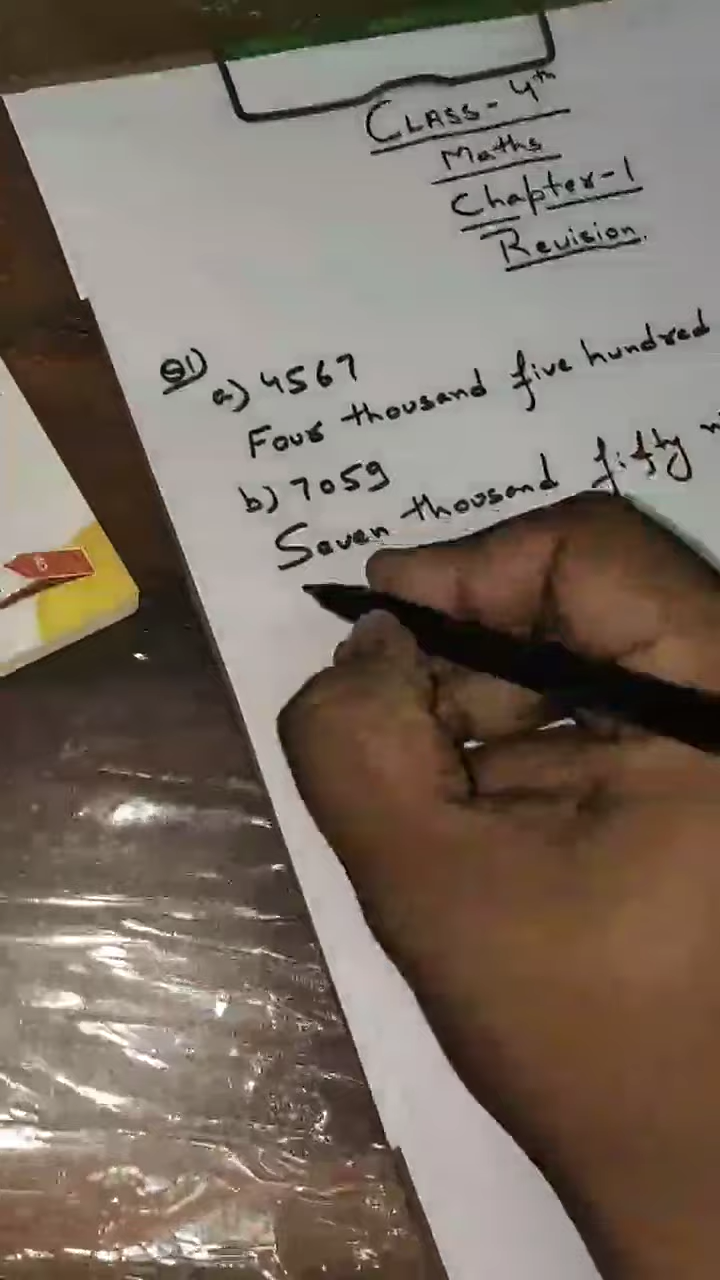 CLASS - 4th
Maths
Chapter-1
Revision.
Q1) a) 4567
Four thousand five hundred
b) 7059
Seven thousand fifty